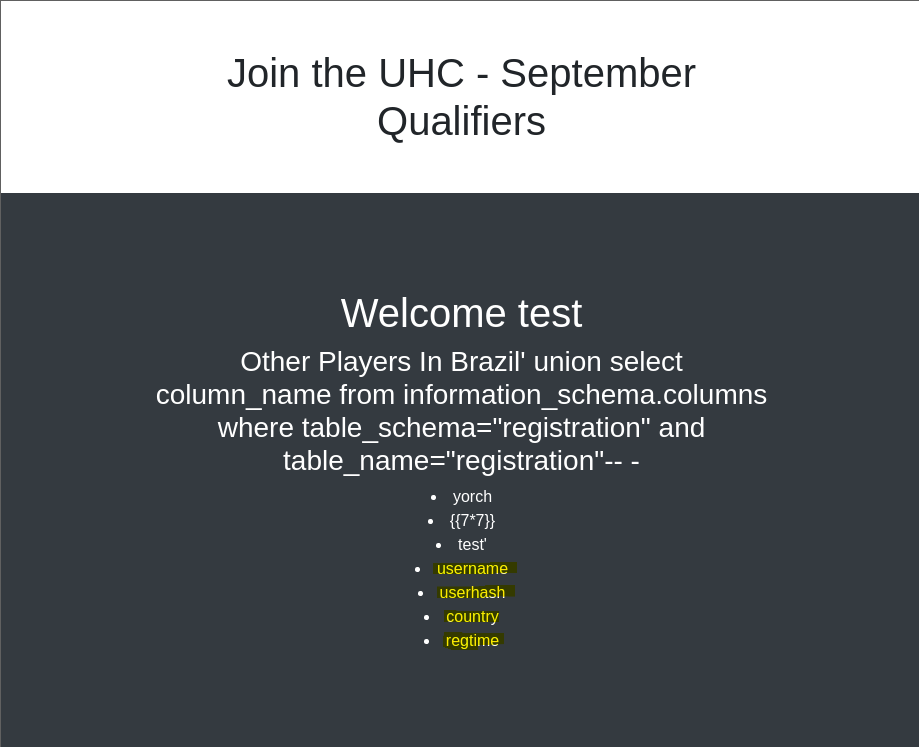 Join the UHC - September
Qualifiers
Welcome test
Other Players In Brazil' union select
column_name from information_schema.columns
where table_schema="registration" and
table_name="registration"-- -
• yorch
• {{7*7}}
• test'
• username
• userhash
• country
• regtime